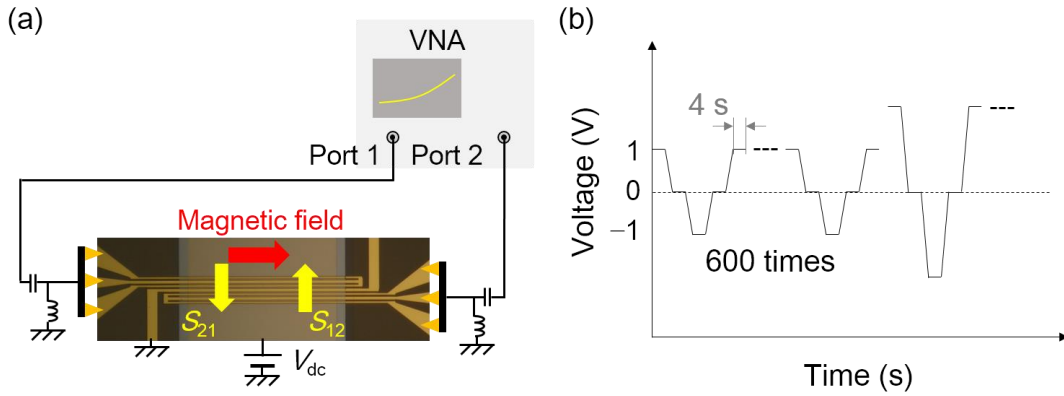 (a)
VNA
Port 1
Port 2
Magnetic field
S21
S12
Vdc
(b)
Voltage (V)
4 s
1
0
−1
600 times
Time (s)